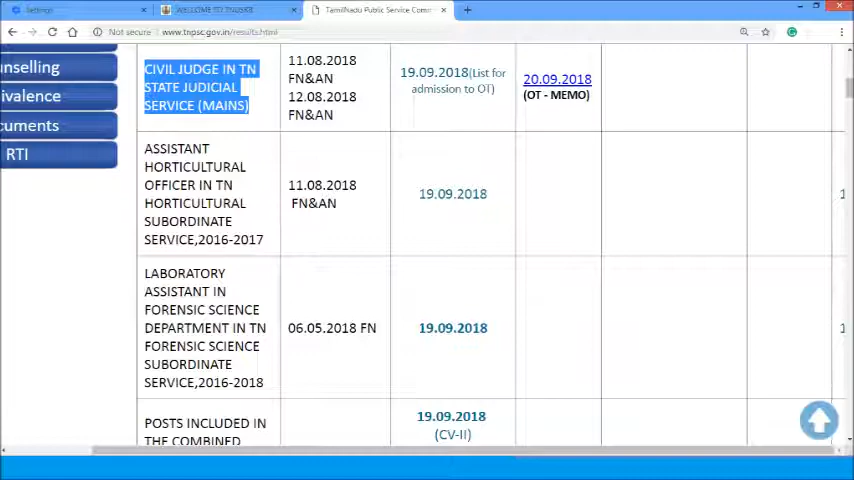 Settings
WELCOME TO TNUSRB
TamilNadu Public Service Comm
Not secure www.tnpsc.gov.in/results.html
unselling
ivalence
cuments
RTI
CIVIL JUDGE IN TN
STATE JUDICIAL
SERVICE (MAINS)
11.08.2018
FN&AN
12.08.2018
FN&AN
19.09.2018(List for
admission to OT)
20.09.2018
(OT - MEMO)
ASSISTANT
HORTICULTURAL
OFFICER IN TN
HORTICULTURAL
SUBORDINATE
SERVICE,2016-2017
11.08.2018
FN&AN
19.09.2018
1
LABORATORY
ASSISTANT IN
FORENSIC SCIENCE
DEPARTMENT IN TN
FORENSIC SCIENCE
SUBORDINATE
SERVICE,2016-2018
06.05.2018 FN
19.09.2018
1
POSTS INCLUDED IN
THE COMBINED
19.09.2018
(CV-II)